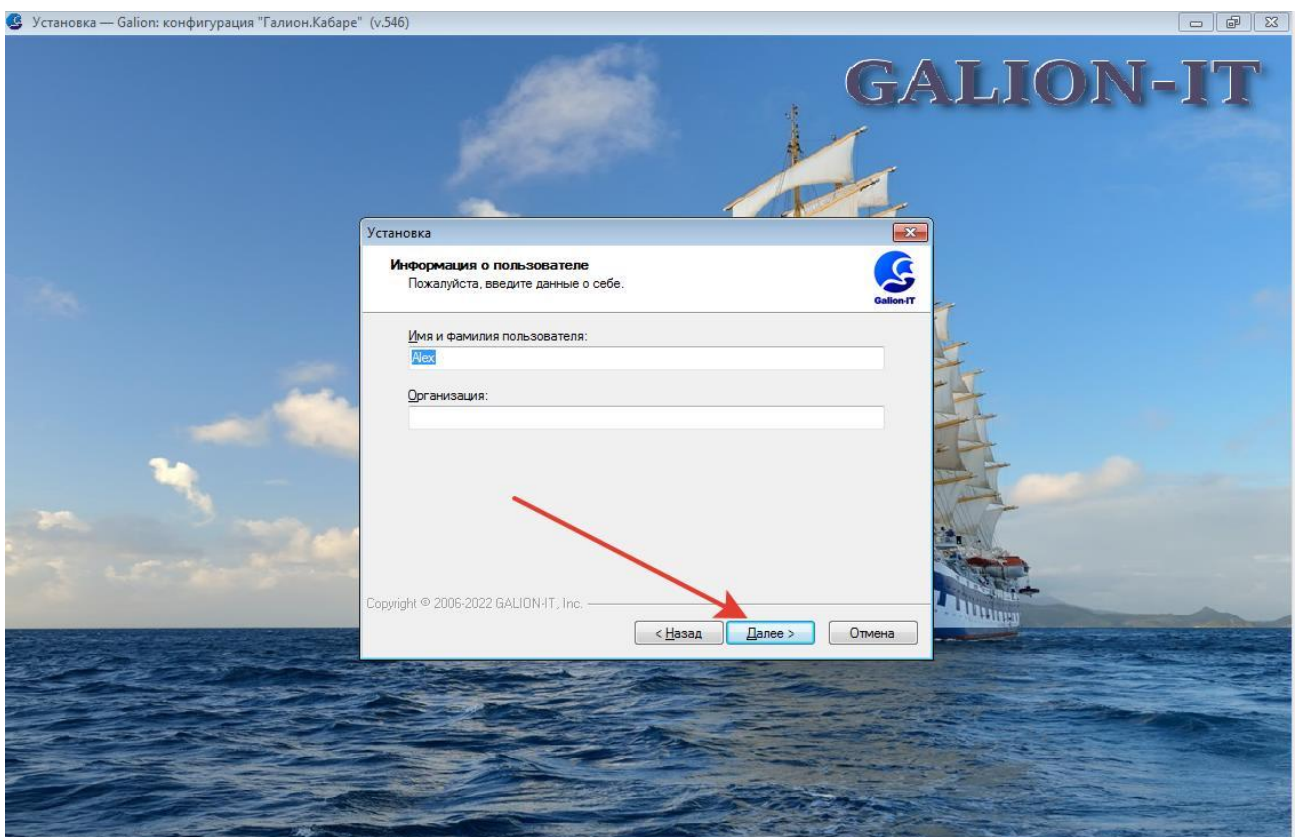 Установка — Galion: конфигурация "Галион.Кабаре" (v.546)
GALION-IT
Установка
Информация о пользователе
Пожалуйста, введите данные о себе.
Galion-IT
Имя и фамилия пользователя:
Alex
Организация:
Copyright © 2006-2022 GALION-IT, Inc.
< Назад Далее > Отмена